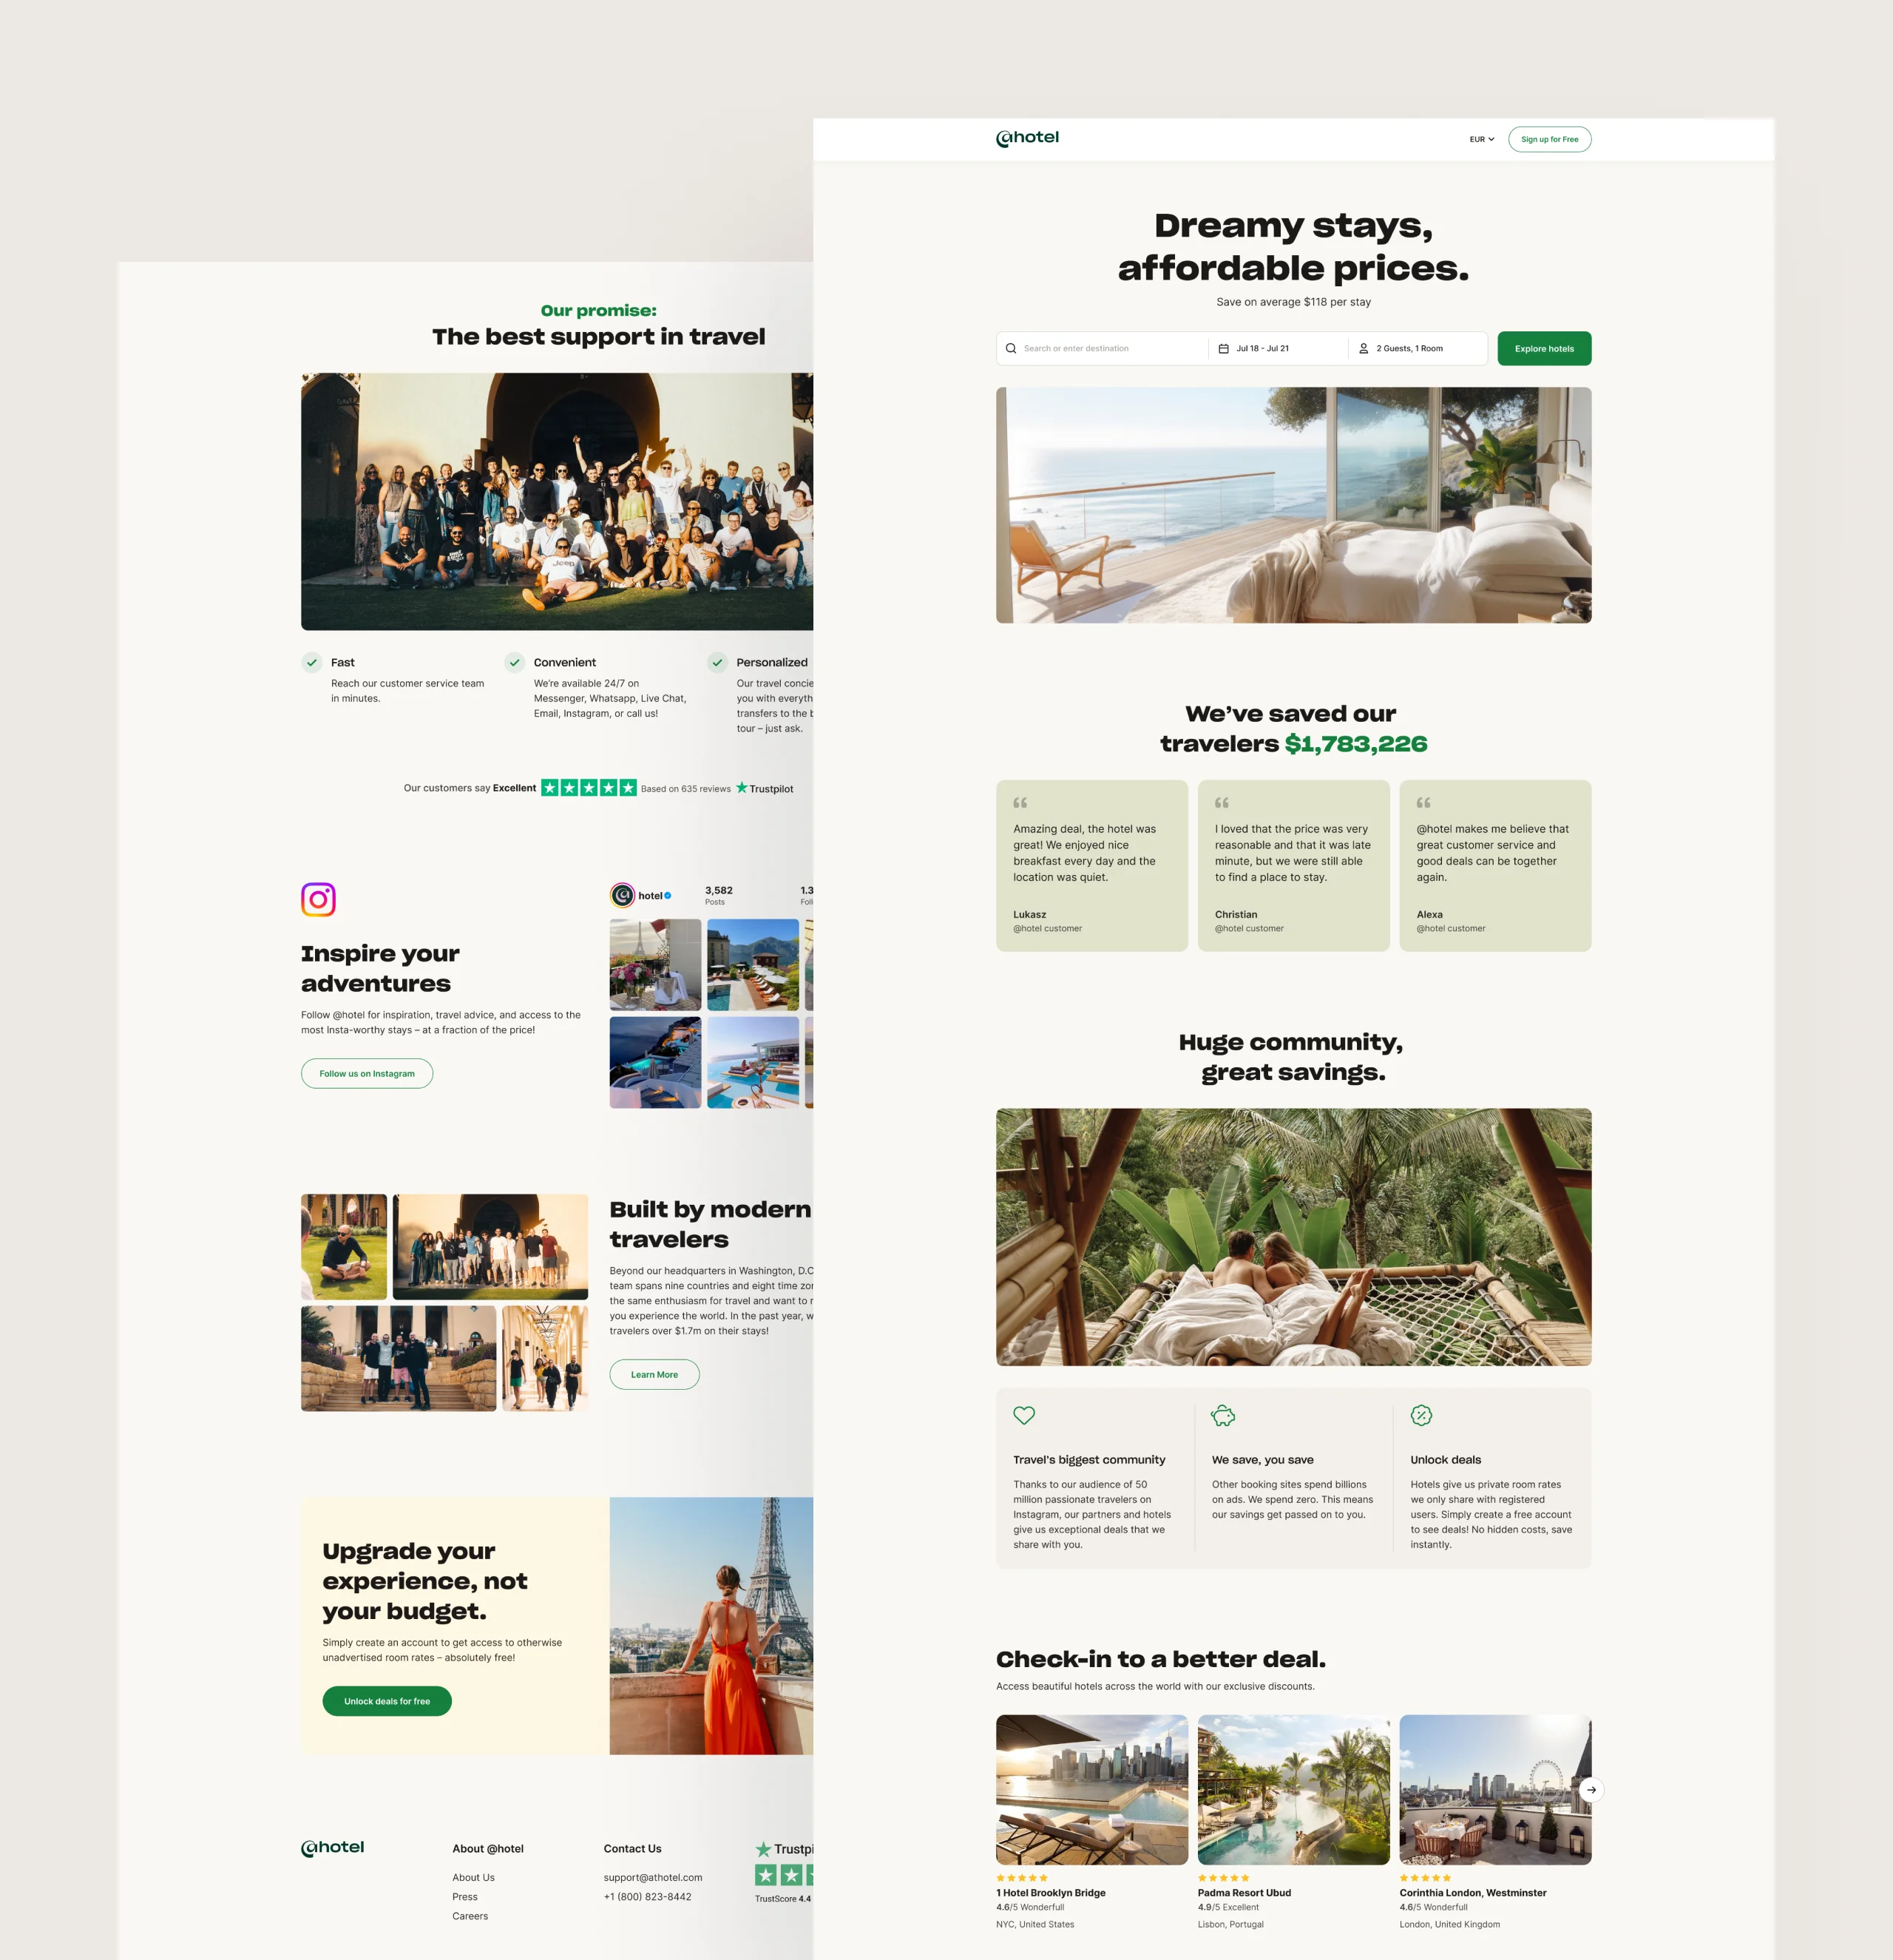 @hotel
EUR
Sign up for Free
Dreamy stays,
affordable prices.
Save on average $118 per stay
Search or enter destination
Jul 18 - Jul 21
2 Guests, 1 Room
Explore hotels
We’ve saved our
travelers $1,783,226
“
Amazing deal, the hotel was
great! We enjoyed nice
breakfast every day and the
location was quiet.
Lukasz
@hotel customer
“
I loved that the price was very
reasonable and that it was late
minute, but we were still able
to find a place to stay.
Christian
@hotel customer
“
@hotel makes me believe that
great customer service and
good deals can be together
again.
Alexa
@hotel customer
Huge community,
great savings.
Travel’s biggest community
Thanks to our audience of 50
million passionate travelers on
Instagram, our partners and hotels
give us exceptional deals that we
share with you.
We save, you save
Other booking sites spend billions
on ads. We spend zero. This means
our savings get passed on to you.
Unlock deals
Hotels give us private room rates
we only share with registered
users. Simply create a free account
to see deals! No hidden costs, save
instantly.
Check-in to a better deal.
Access beautiful hotels across the world with our exclusive discounts.
1 Hotel Brooklyn Bridge
4.6/5 Wonderfull
NYC, United States
Padma Resort Ubud
4.9/5 Excellent
Lisbon, Portugal
Corinthia London, Westminster
4.6/5 Wonderfull
London, United Kingdom
Our promise:
The best support in travel
Jeep
Fast
Reach our customer service team
in minutes.
Convenient
We’re available 24/7 on
Messenger, Whatsapp, Live Chat,
Email, Instagram, or call us!
Personalized
Our travel concie
you with everyth
transfers to the b
tour – just ask.
Our customers say Excellent
Based on 635 reviews
Trustpilot
Inspire your
adventures
Follow @hotel for inspiration, travel advice, and access to the
most Insta-worthy stays – at a fraction of the price!
Follow us on Instagram
hotel
3,582
Posts
1.3
Foll
Built by modern
travelers
Beyond our headquarters in Washington, D.C
team spans nine countries and eight time zon
the same enthusiasm for travel and want to
you experience the world. In the past year, w
travelers over $1.7m on their stays!
Learn More
Upgrade your
experience, not
your budget.
Simply create an account to get access to otherwise
unadvertised room rates – absolutely free!
Unlock deals for free
@hotel
About @hotel
About Us
Press
Careers
Contact Us
support@athotel.com
+1 (800) 823-8442
Trustpi
TrustScore 4.4